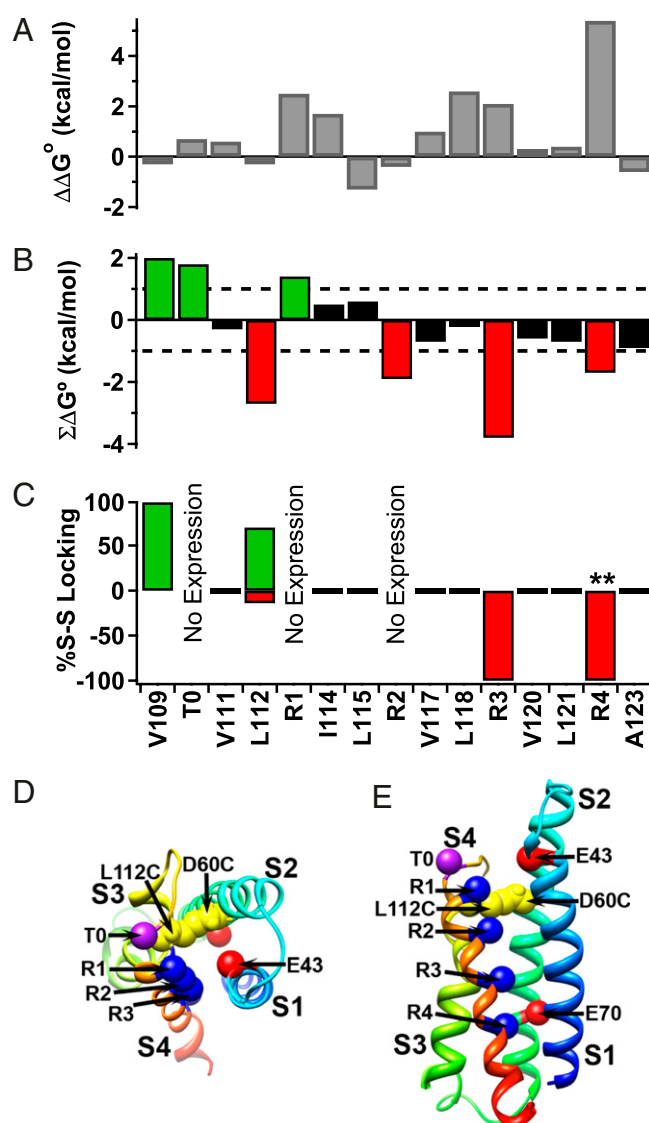 A
ΔΔG° (kcal/mol)
4
2
0
-2
B
ΣΔG° (kcal/mol)
2
0
-2
-4
C
%S-S Locking
100
50
0
-50
-100
No Expression
No Expression
No Expression
**
V109
T0
V111
L112
R1
I114
L115
R2
V117
L118
R3
V120
L121
R4
A123
D
L112C
D60C
S2
S3
T0
R1
R2
R3
E43
S1
S4
E
S2
S4
T0
E43
R1
L112C
D60C
R2
R3
R4
E70
S3
S1